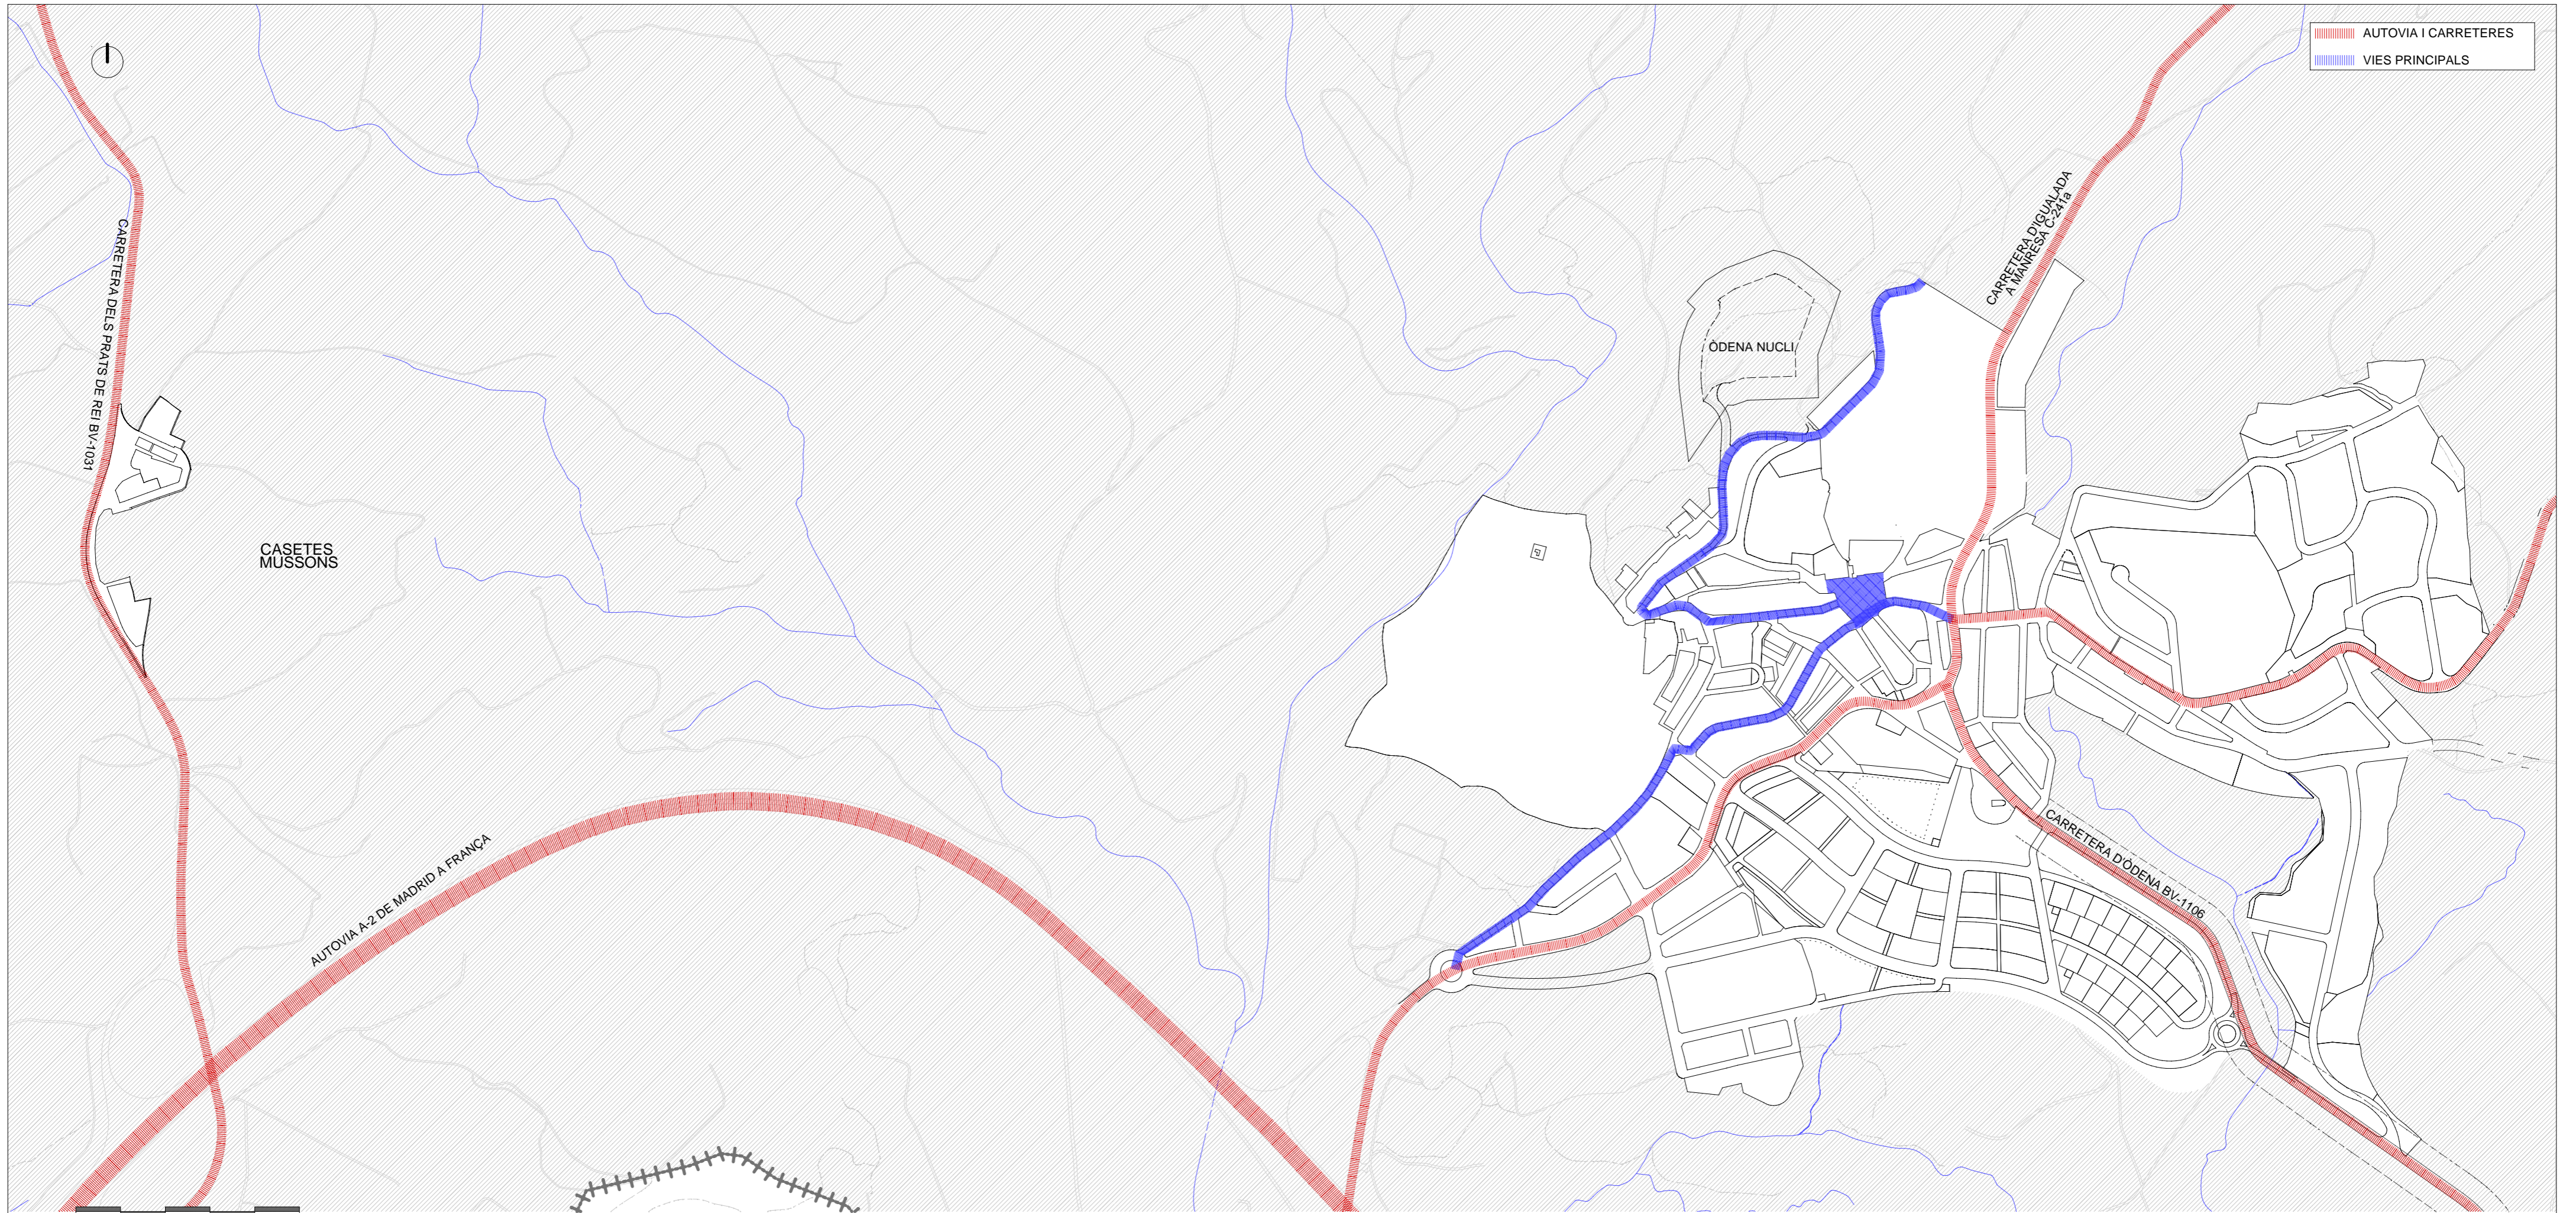 AUTOVIA I CARRETERES
VIES PRINCIPALS
CARRETERA D'IGUALADA
A MANRESA C-241a
CARRETERA DELS PRATS DE REI BV-1031
ÒDENA NUCLI
CASETES
MUSSONS
AUTOVIA A-2 DE MADRID A FRANÇA
CARRETERA D'ÒDENA BV-1106